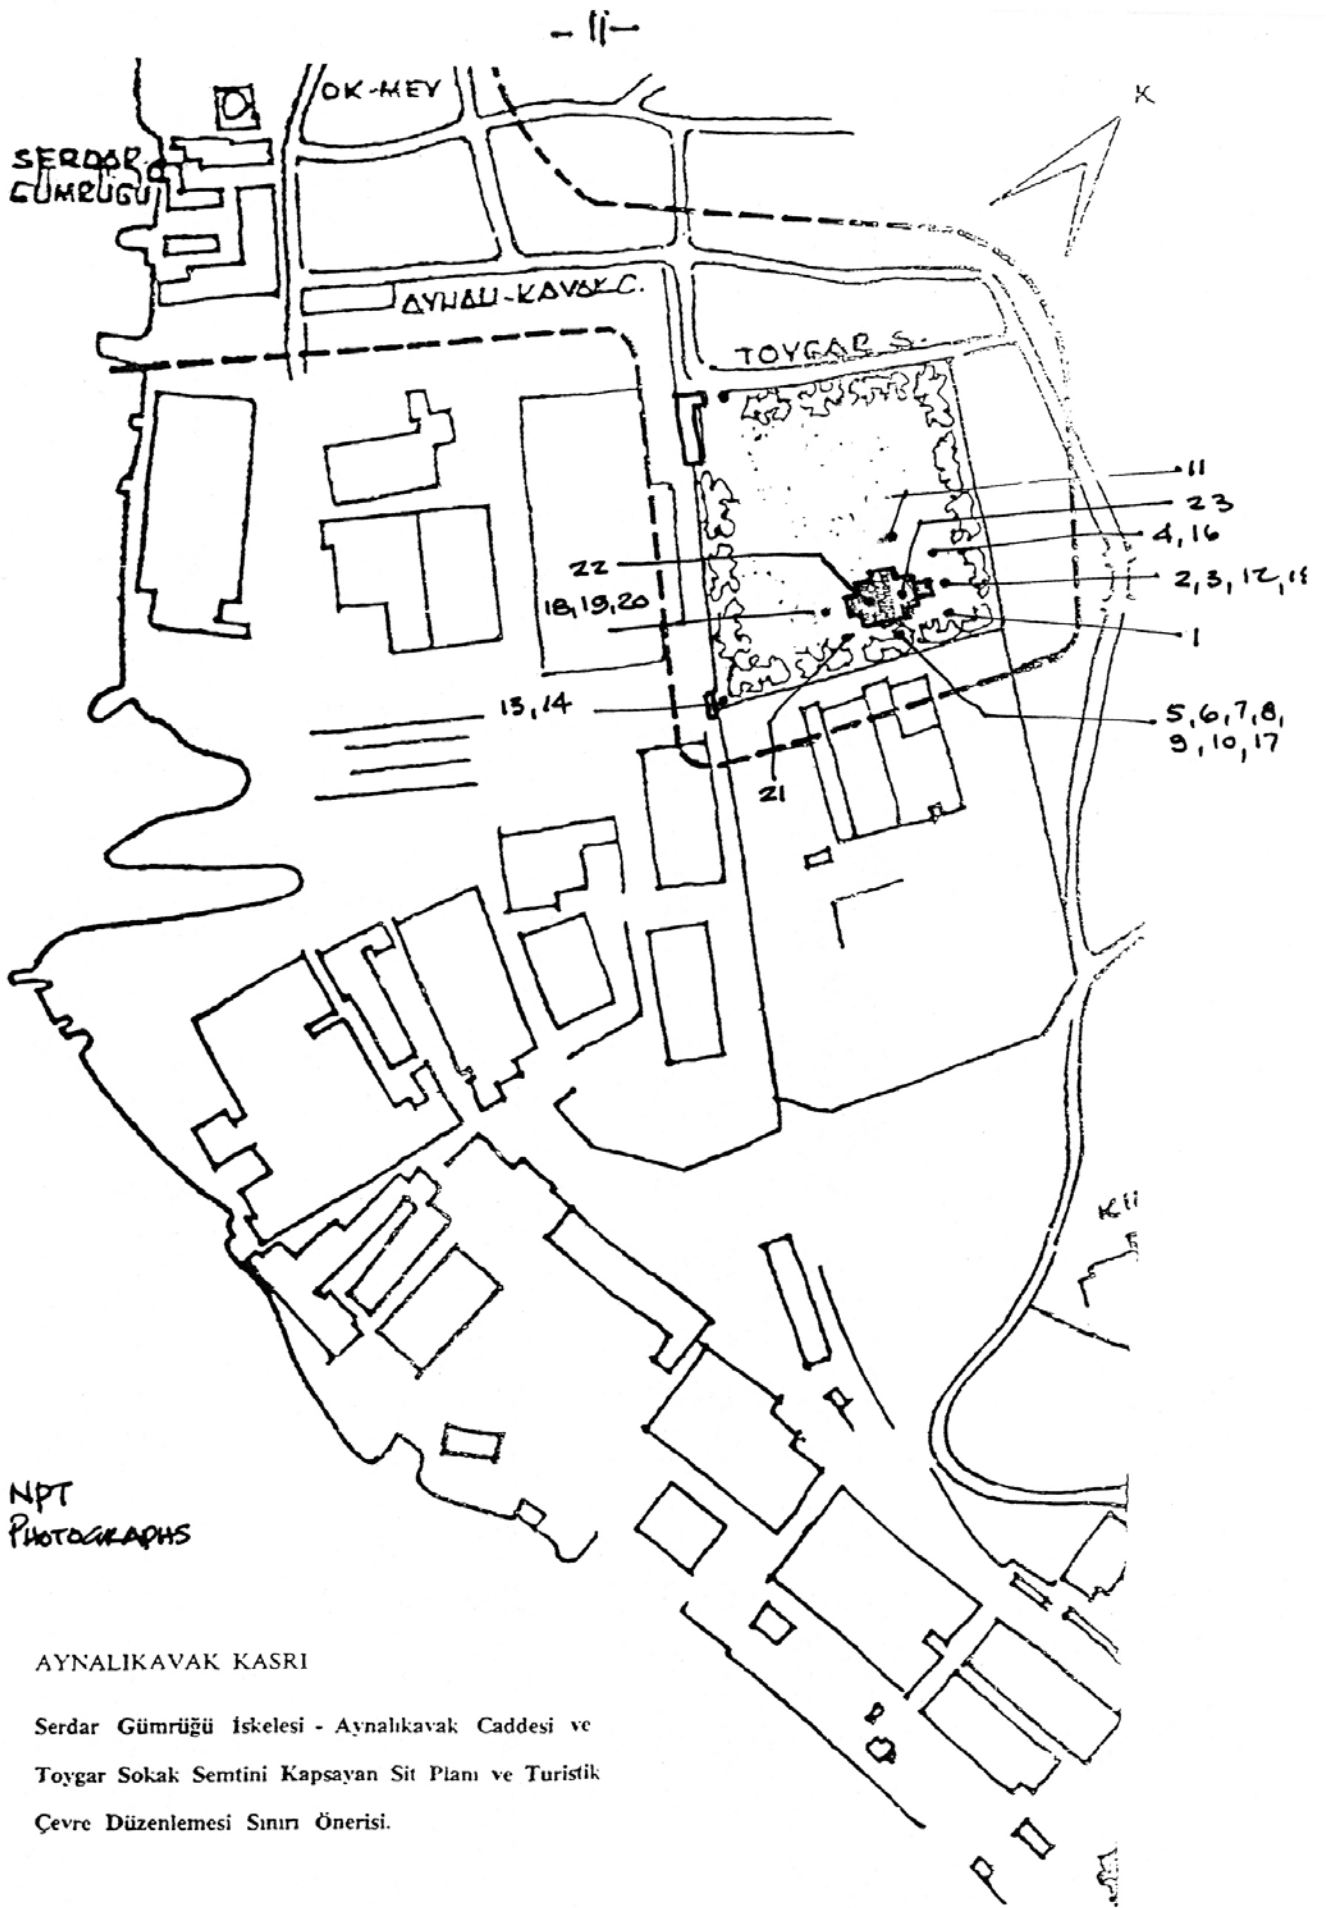 - ii -
K
OK-MEY
SERDAR
GÜMRÜĞÜ
AYNALI-KAVAK C.
TOYGAR S.
11
23
4,16
22
2,3,12,15
18,19,20
1
13,14
5,6,7,8,
9,10,17
21
NPT
PHOTOGRAPHS
AYNALIKAVAK KASRI
Serdar Gümrüğü İskelesi - Aynalıkavak Caddesi ve
Toygar Sokak Semtini Kapsayan Sit Planı ve Turistik
Çevre Düzenlemesi Sınırı Önerisi.